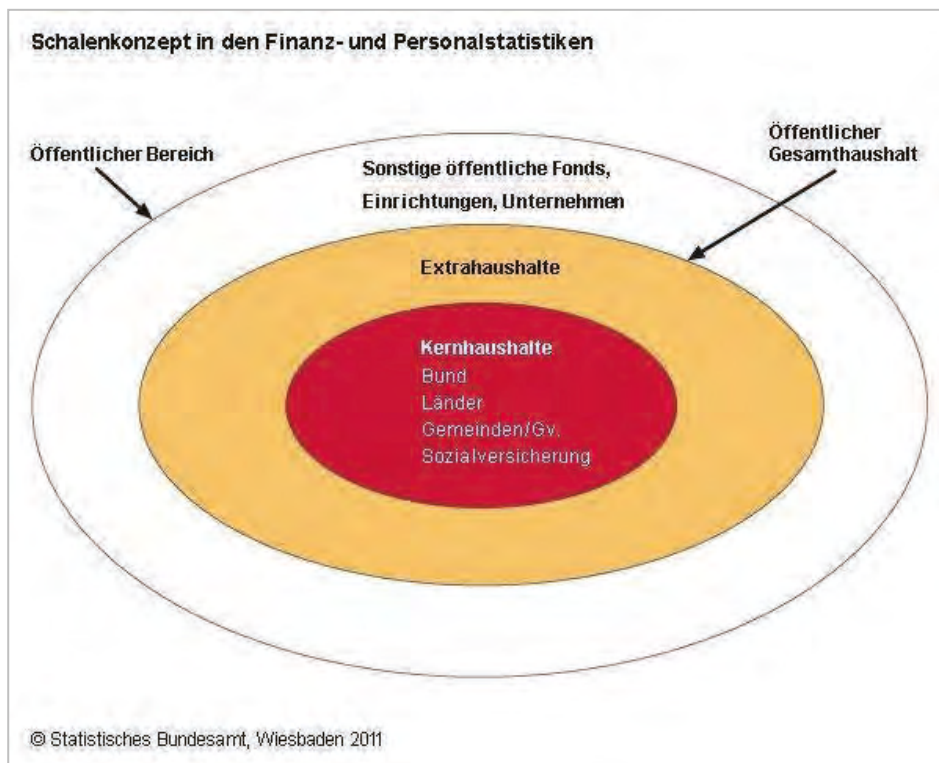 Schalenkonzept in den Finanz- und Personalstatistiken
Öffentlicher Bereich
Öffentlicher
Gesamthaushalt
Sonstige öffentliche Fonds,
Einrichtungen, Unternehmen
Extrahaushalte
Kernhaushalte
Bund
Länder
Gemeinden/Gv.
Sozialversicherung
© Statistisches Bundesamt, Wiesbaden 2011